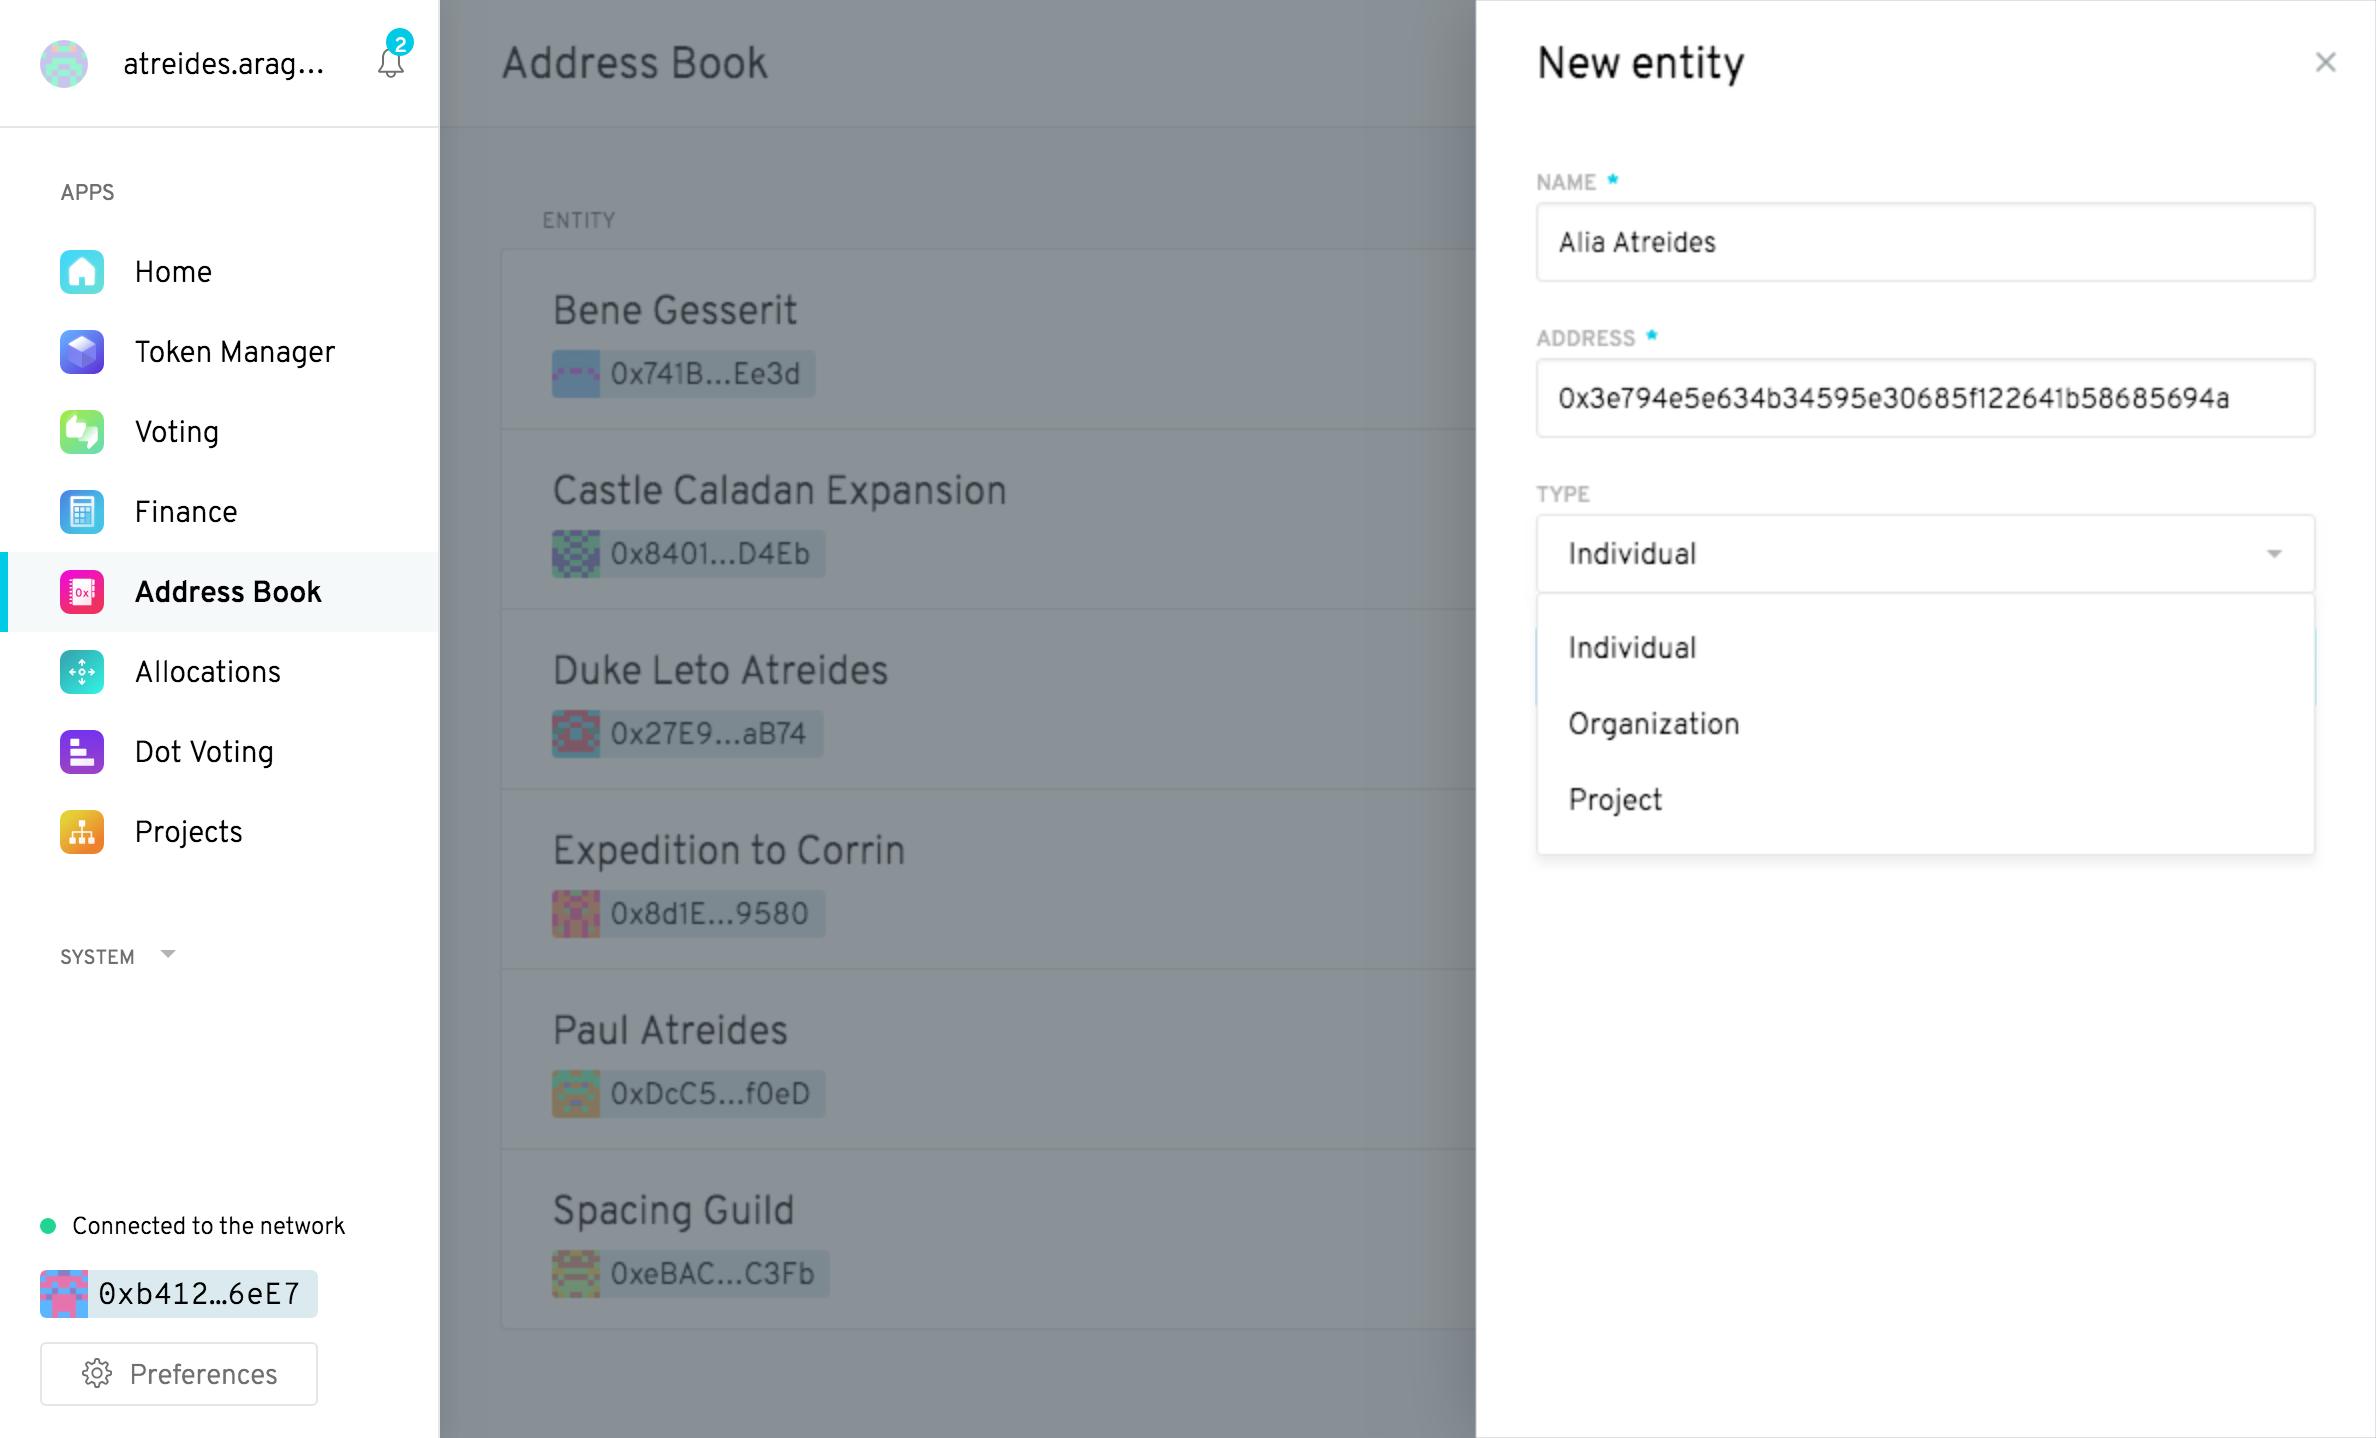 atreides.arag...
2
APPS
Home
Token Manager
Voting
Finance
0x
Address Book
Allocations
Dot Voting
Projects
SYSTEM
Connected to the network
0xb412…6eE7
Preferences
Address Book
ENTITY
Bene Gesserit
0x741B...Ee3d
Castle Caladan Expansion
0x8401...D4Eb
Duke Leto Atreides
0x27E9...aB74
Expedition to Corrin
0x8d1E...9580
Paul Atreides
0xDcC5...f0eD
Spacing Guild
0xeBAC...C3Fb
New entity
NAME *
Alia Atreides
ADDRESS *
0x3e794e5e634b34595e30685f122641b58685694a
TYPE
Individual
Individual
Organization
Project